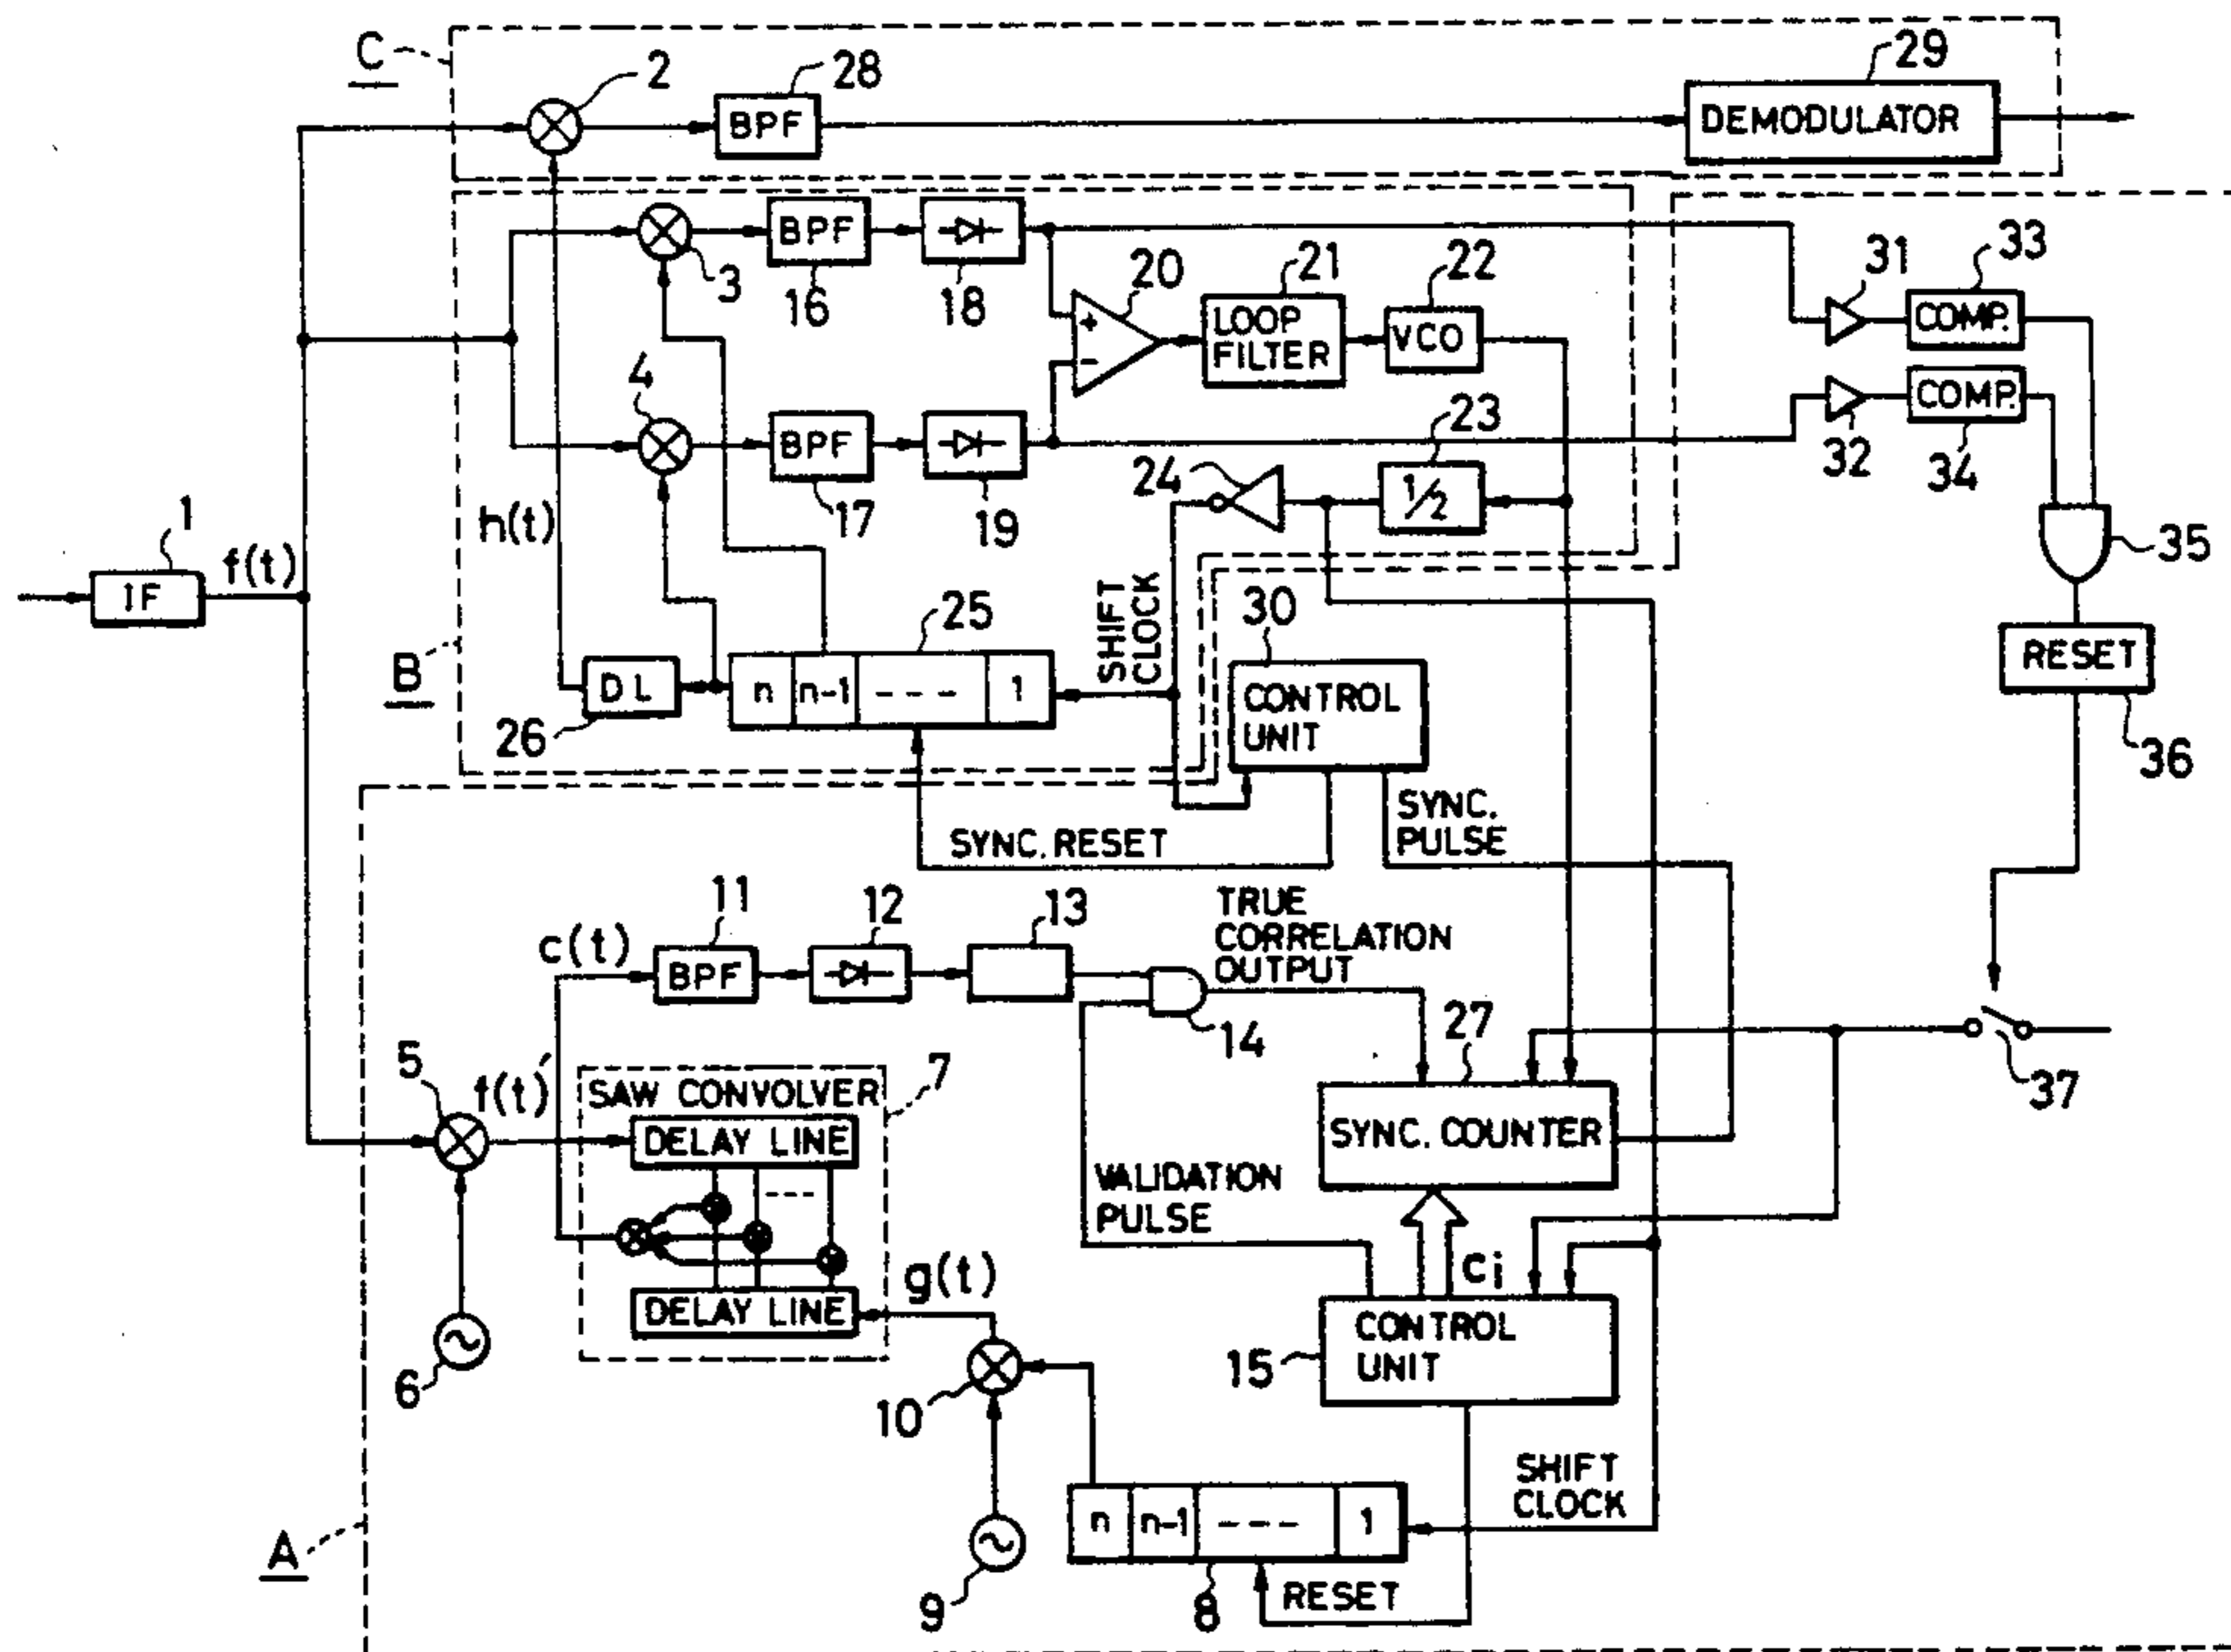 C
2
28
BPF
29
DEMODULATOR
3
BPF
16
18
20
+
-
21
LOOP
FILTER
22
VCO
31
33
COMP.
4
BPF
17
19
32
COMP.
34
23
1/2
24
35
h(t)
1
IF
f(t)
B
DL
26
25
n
n-1
---
1
SHIFT
CLOCK
30
CONTROL
UNIT
RESET
36
SYNC. RESET
SYNC.
PULSE
c(t)
11
BPF
12
13
14
TRUE
CORRELATION
OUTPUT
27
SYNC. COUNTER
37
5
f(t)'
SAW CONVOLVER
7
DELAY LINE
----
DELAY LINE
6
g(t)
VALIDATION
PULSE
ci
15
CONTROL
UNIT
10
9
n
n-1
---
1
8
RESET
SHIFT
CLOCK
A